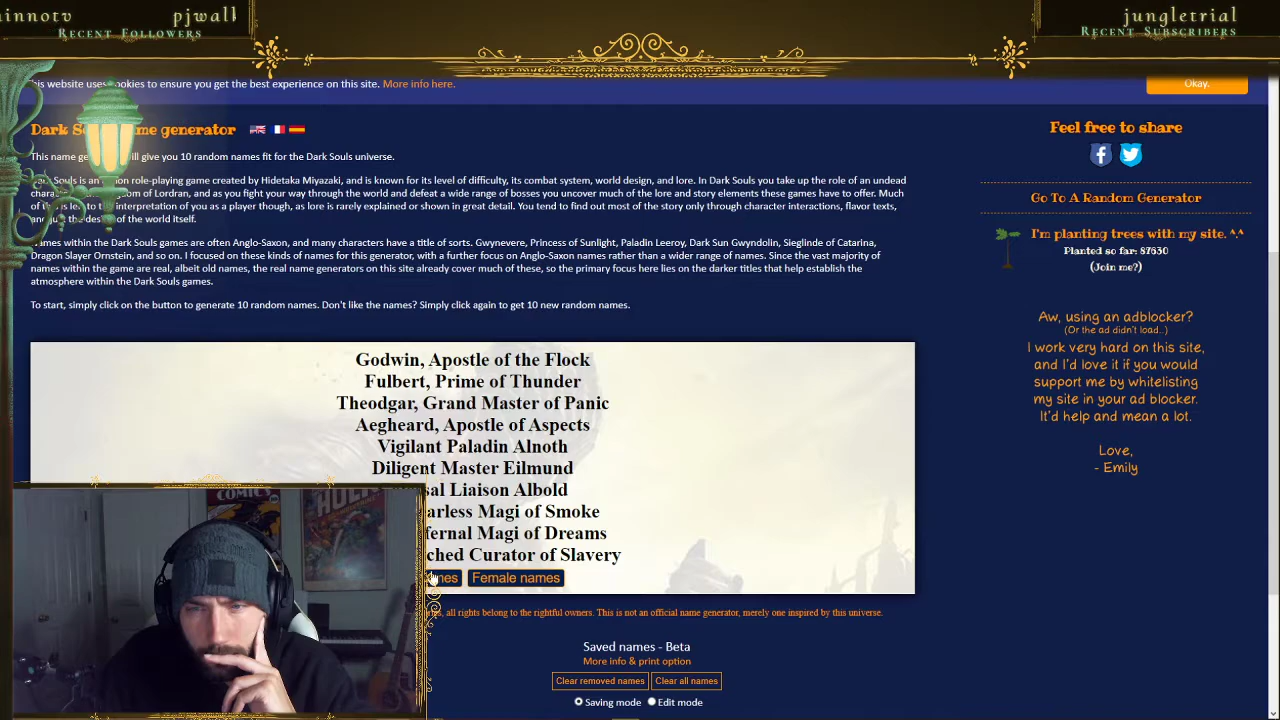 innotv pjwalk
Recent Followers
jungletrial
Recent Subscribers
his website uses cookies to ensure you get the best experience on this site. More info here.
Okay.
Dark So me generator
This name ge ill give you 10 random names fit for the Dark Souls universe.
Souls is an on role-playing game created by Hidetaka Miyazaki, and is known for its level of difficulty, its combat system, world design, and lore. In Dark Souls you take up the role of an undead
chara gdom of Lordran, and as you fight your way through the world and defeat a wide range of bosses you uncover much of the lore and story elements these games have to offer. Much
of is left to the interpretation of you as a player though, as lore is rarely explained or shown in great detail. You tend to find out most of the story only through character interactions, flavor texts,
and just the design of the world itself.
Names within the Dark Souls games are often Anglo-Saxon, and many characters have a title of sorts. Gwynevere, Princess of Sunlight, Paladin Leeroy, Dark Sun Gwyndolin, Sieglinde of Catarina,
Dragon Slayer Ornstein, and so on. I focused on these kinds of names for this generator, with a further focus on Anglo-Saxon names rather than a wider range of names. Since the vast majority of
names within the game are real, albeit old names, the real name generators on this site already cover much of these, so the primary focus here lies on the darker titles that help establish the
atmosphere within the Dark Souls games.
To start, simply click on the button to generate 10 random names. Don't like the names? Simply click again to get 10 new random names.
Godwin, Apostle of the Flock
Fulbert, Prime of Thunder
Theodgar, Grand Master of Panic
Aegheard, Apostle of Aspects
Vigilant Paladin Alnoth
Diligent Master Eilmund
sal Liaison Albold
arless Magi of Smoke
fernal Magi of Dreams
ched Curator of Slavery
mes
Female names
s, all rights belong to the rightful owners. This is not an official name generator, merely one inspired by this universe.
Saved names - Beta
More info & print option
Clear removed names
Clear all names
Saving mode
Edit mode
Feel free to share
Go To A Random Generator
I'm planting trees with my site. ^.^
Planted so far: 87630
(Join me?)
Aw, using an adblocker?
(Or the ad didn't load..)
I work very hard on this site,
and I'd love it if you would
support me by whitelisting
my site in your ad blocker.
It'd help and mean a lot.
Love,
- Emily
COMIC
HULK